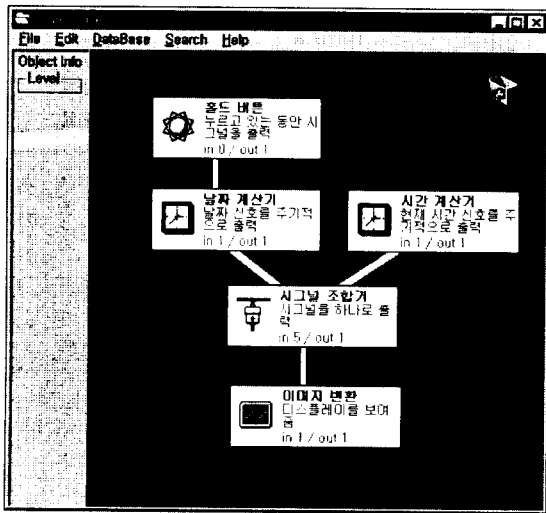 File Edit DataBase Search Help
Object Info
Level
홀드 버튼
누르고 있는 동안 시
그널을 출력
in 0 / out 1
날짜 계산기
날짜 신호를 주기적
으로 출력
in 1 / out 1
시간 계산기
현재 시간 신호를 주
기적으로 출력
in 1 / out 1
시그널 조합기
시그널을 하나로 출
력
in 5 / out 1
이미지 변환
디스플레이를 보여
줌
in 1 / out 1